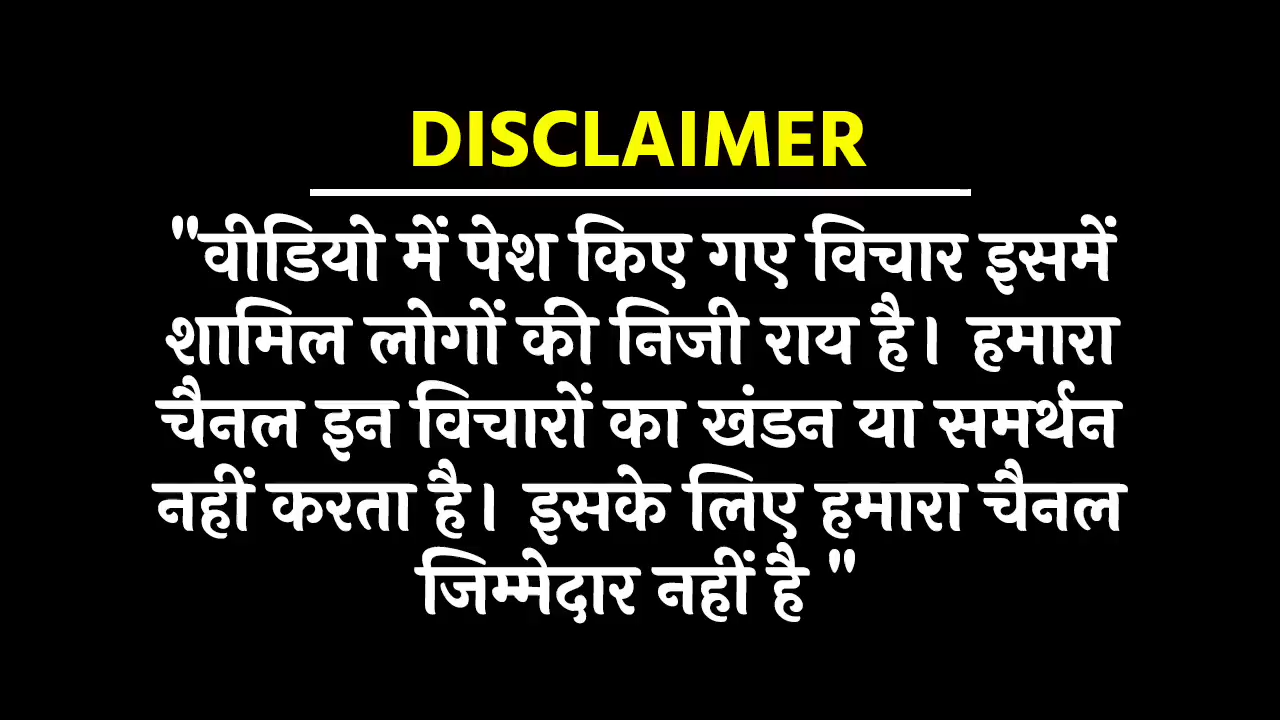 DISCLAIMER
"वीडियो में पेश किए गए विचार इसमें
शामिल लोगों की निजी राय है। हमारा
चैनल इन विचारों का खंडन या समर्थन
नहीं करता है। इसके लिए हमारा चैनल
जिम्मेदार नहीं है "